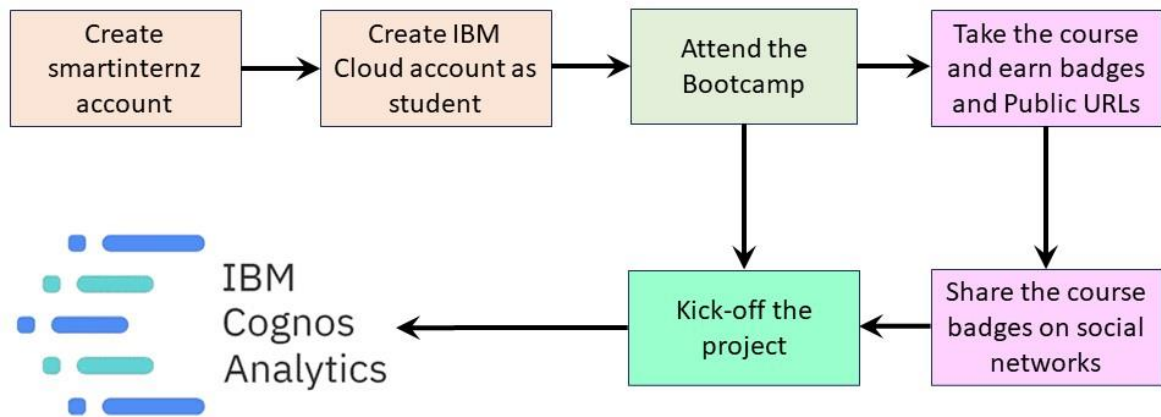 Create
smartinternz
account
Create IBM
Cloud account as
student
Attend the
Bootcamp
Take the course
and earn badges
and Public URLs
IBM
Cognos
Analytics
Kick-off the
project
Share the course
badges on social
networks